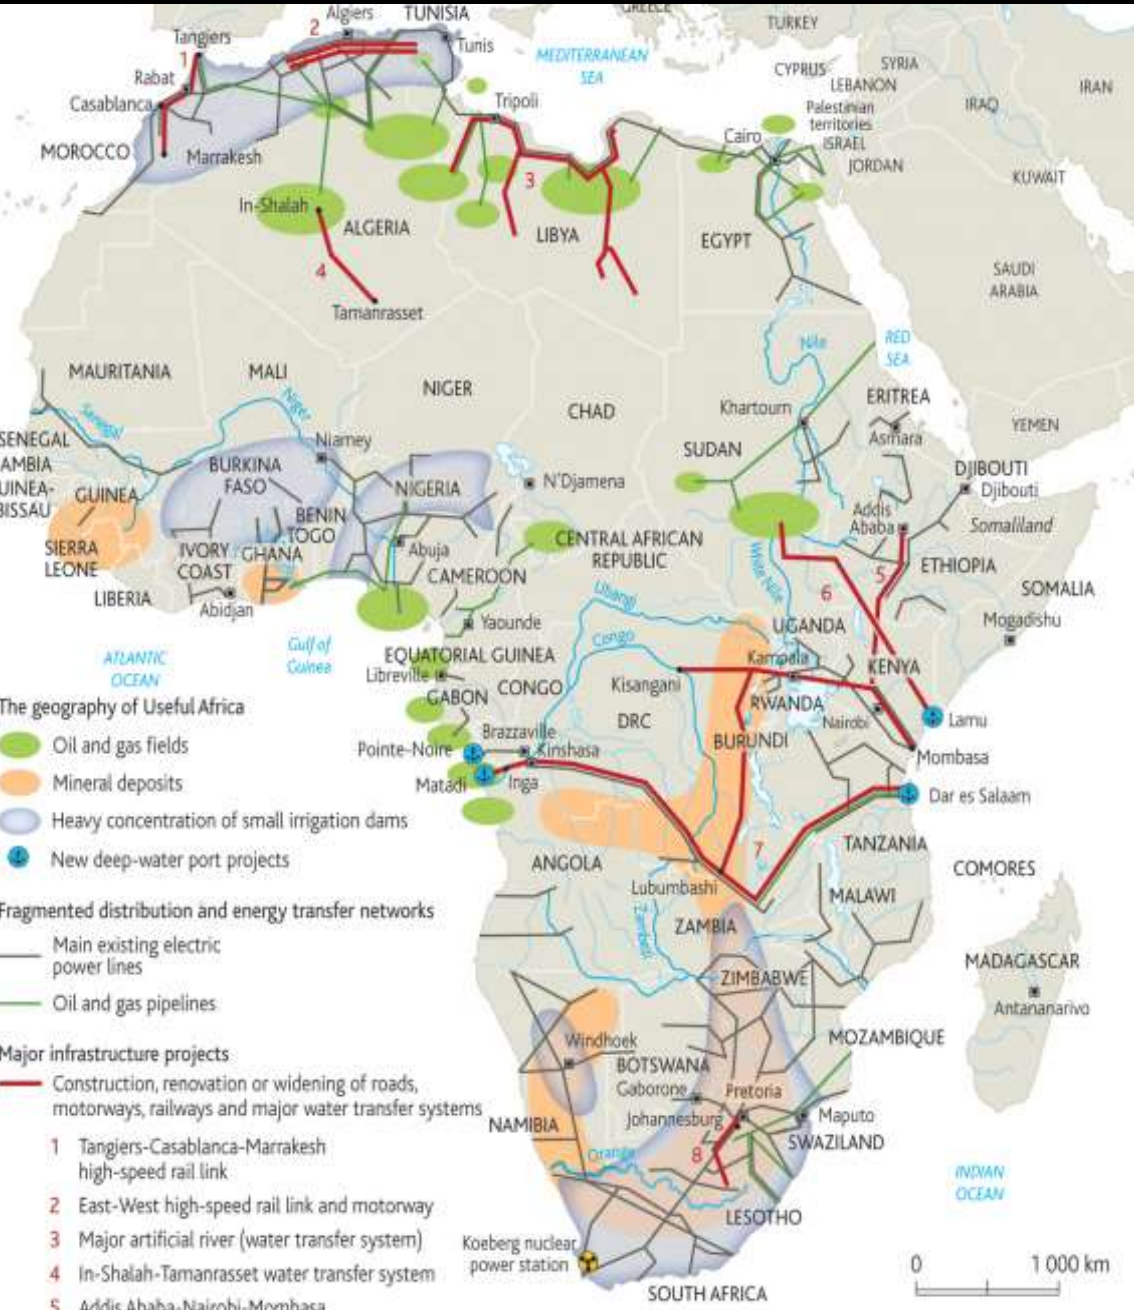 Algiers
TUNISIA
GREECE
TURKEY
Tangiers
2
Tunis
MEDITERRANEAN
SEA
CYPRUS
SYRIA
LEBANON
IRAN
1
Rabat
Casablanca
Tripoli
Palestinian
territories
IRAQ
Cairo
ISRAEL
JORDAN
MOROCCO
Marrakesh
KUWAIT
3
In-Shalah
ALGERIA
LIBYA
EGYPT
4
SAUDI
ARABIA
Tamanrasset
Nile
RED
SEA
MAURITANIA
MALI
NIGER
CHAD
Niger
Senegal
ERITREA
Khartoum
Asmara
YEMEN
SENEGAL
Niamey
SUDAN
AMBIA
BURKINA
FASO
DJIBOUTI
Djibouti
UINEA-
BISSAU
GUINEA
NIGERIA
N'Djamena
BENIN
TOGO
Addis
Ababa
Somaliland
SIERRA
LEONE
IVORY
COAST
GHANA
Abuja
CENTRAL AFRICAN
REPUBLIC
ETHIOPIA
White Nile
5
CAMEROON
SOMALIA
LIBERIA
Abidjan
Ubangi
6
Mogadishu
Yaounde
UGANDA
Gulf of
Guinea
Congo
ATLANTIC
OCEAN
EQUATORIAL GUINEA
Kampala
KENYA
Libreville
GABON
CONGO
Kisangani
RWANDA
The geography of Useful Africa
DRC
Nairobi
Lamu
Oil and gas fields
Brazzaville
BURUNDI
Pointe-Noire
Kinshasa
Mombasa
Mineral deposits
Matadi
Inga
Dar es Salaam
Heavy concentration of small irrigation dams
TANZANIA
New deep-water port projects
7
ANGOLA
COMORES
Lubumbashi
MALAWI
Fragmented distribution and energy transfer networks
ZAMBIA
Zambezi
Main existing electric
power lines
MADAGASCAR
ZIMBABWE
Oil and gas pipelines
Antananarivo
Windhoek
MOZAMBIQUE
Major infrastructure projects
BOTSWANA
Construction, renovation or widening of roads,
motorways, railways and major water transfer systems
Gaborone
Pretoria
Johannesburg
Maputo
NAMIBIA
SWAZILAND
1 Tangiers-Casablanca-Marrakesh
high-speed rail link
Orange
8
INDIAN
OCEAN
2 East-West high-speed rail link and motorway
LESOTHO
3 Major artificial river (water transfer system)
Koeberg nuclear
power station
4 In-Shalah-Tamanrasset water transfer system
0 1 000 km
SOUTH AFRICA
5 Addis Ababa-Nairobi-Mombasa